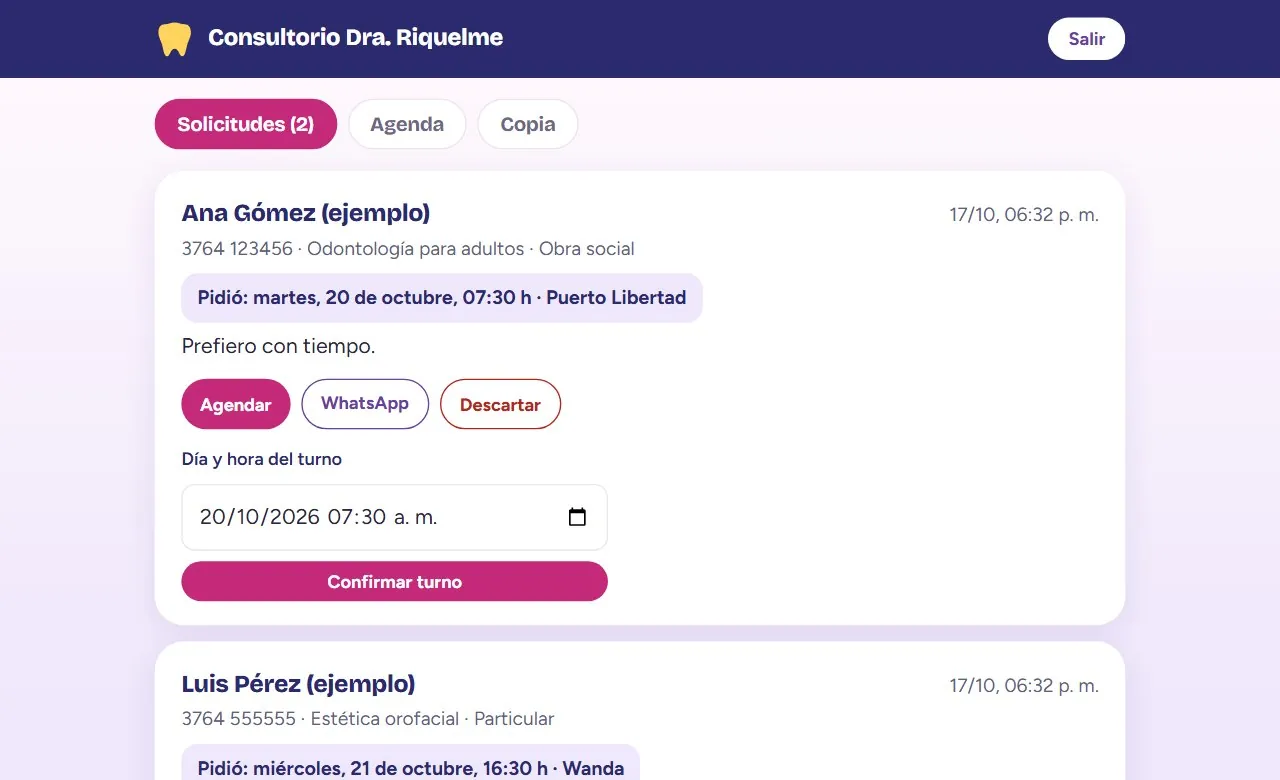 Consultorio Dra. Riquelme
Salir
Solicitudes (2)
Agenda
Copia
Ana Gómez (ejemplo)
17/10, 06:32 p. m.
3764 123456 · Odontología para adultos · Obra social
Pidió: martes, 20 de octubre, 07:30 h · Puerto Libertad
Prefiero con tiempo.
Agendar
WhatsApp
Descartar
Día y hora del turno
20/10/2026 07:30 a. m.
Confirmar turno
Luis Pérez (ejemplo)
17/10, 06:32 p. m.
3764 555555 · Estética orofacial · Particular
Pidió: miércoles, 21 de octubre, 16:30 h · Wanda